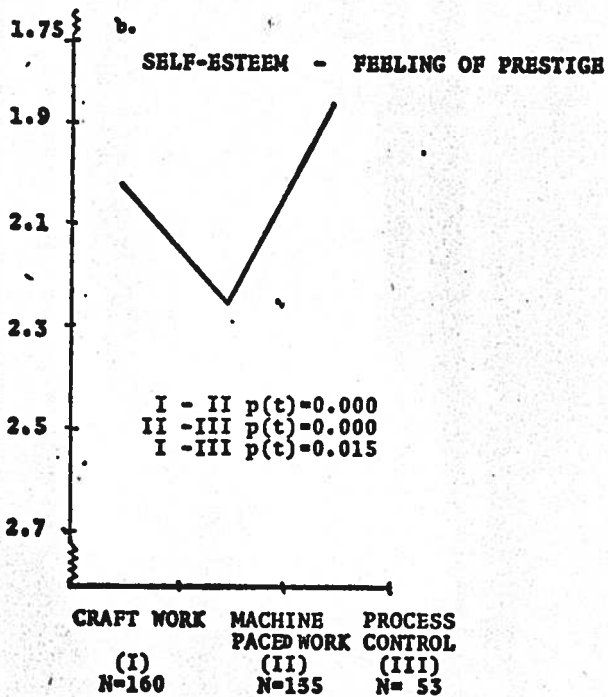 1.75
b.
SELF-ESTEEM - FEELING OF PRESTIGE
1.9
2.1
2.3
I - II p(t)=0.000
II -III p(t)=0.000
I -III p(t)=0.015
2.5
2.7
CRAFT WORK MACHINE PROCESS
PACED WORK CONTROL
(I) (II) (III)
N=160 N=135 N= 53